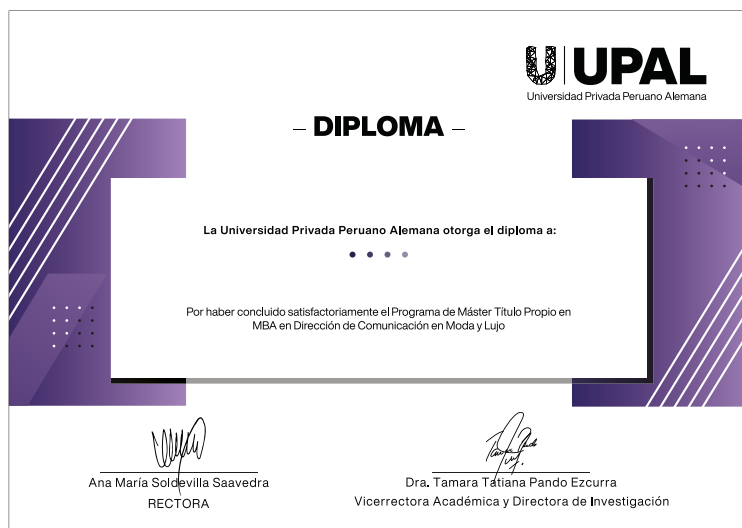 UPAL
Universidad Privada Peruano Alemana
– DIPLOMA –
La Universidad Privada Peruano Alemana otorga el diploma a:
Por haber concluido satisfactoriamente el Programa de Máster Título Propio en
MBA en Dirección de Comunicación en Moda y Lujo
Ana María Soldevilla Saavedra
RECTORA
Dra. Tamara Tatiana Pando Ezcurra
Vicerrectora Académica y Directora de Investigación